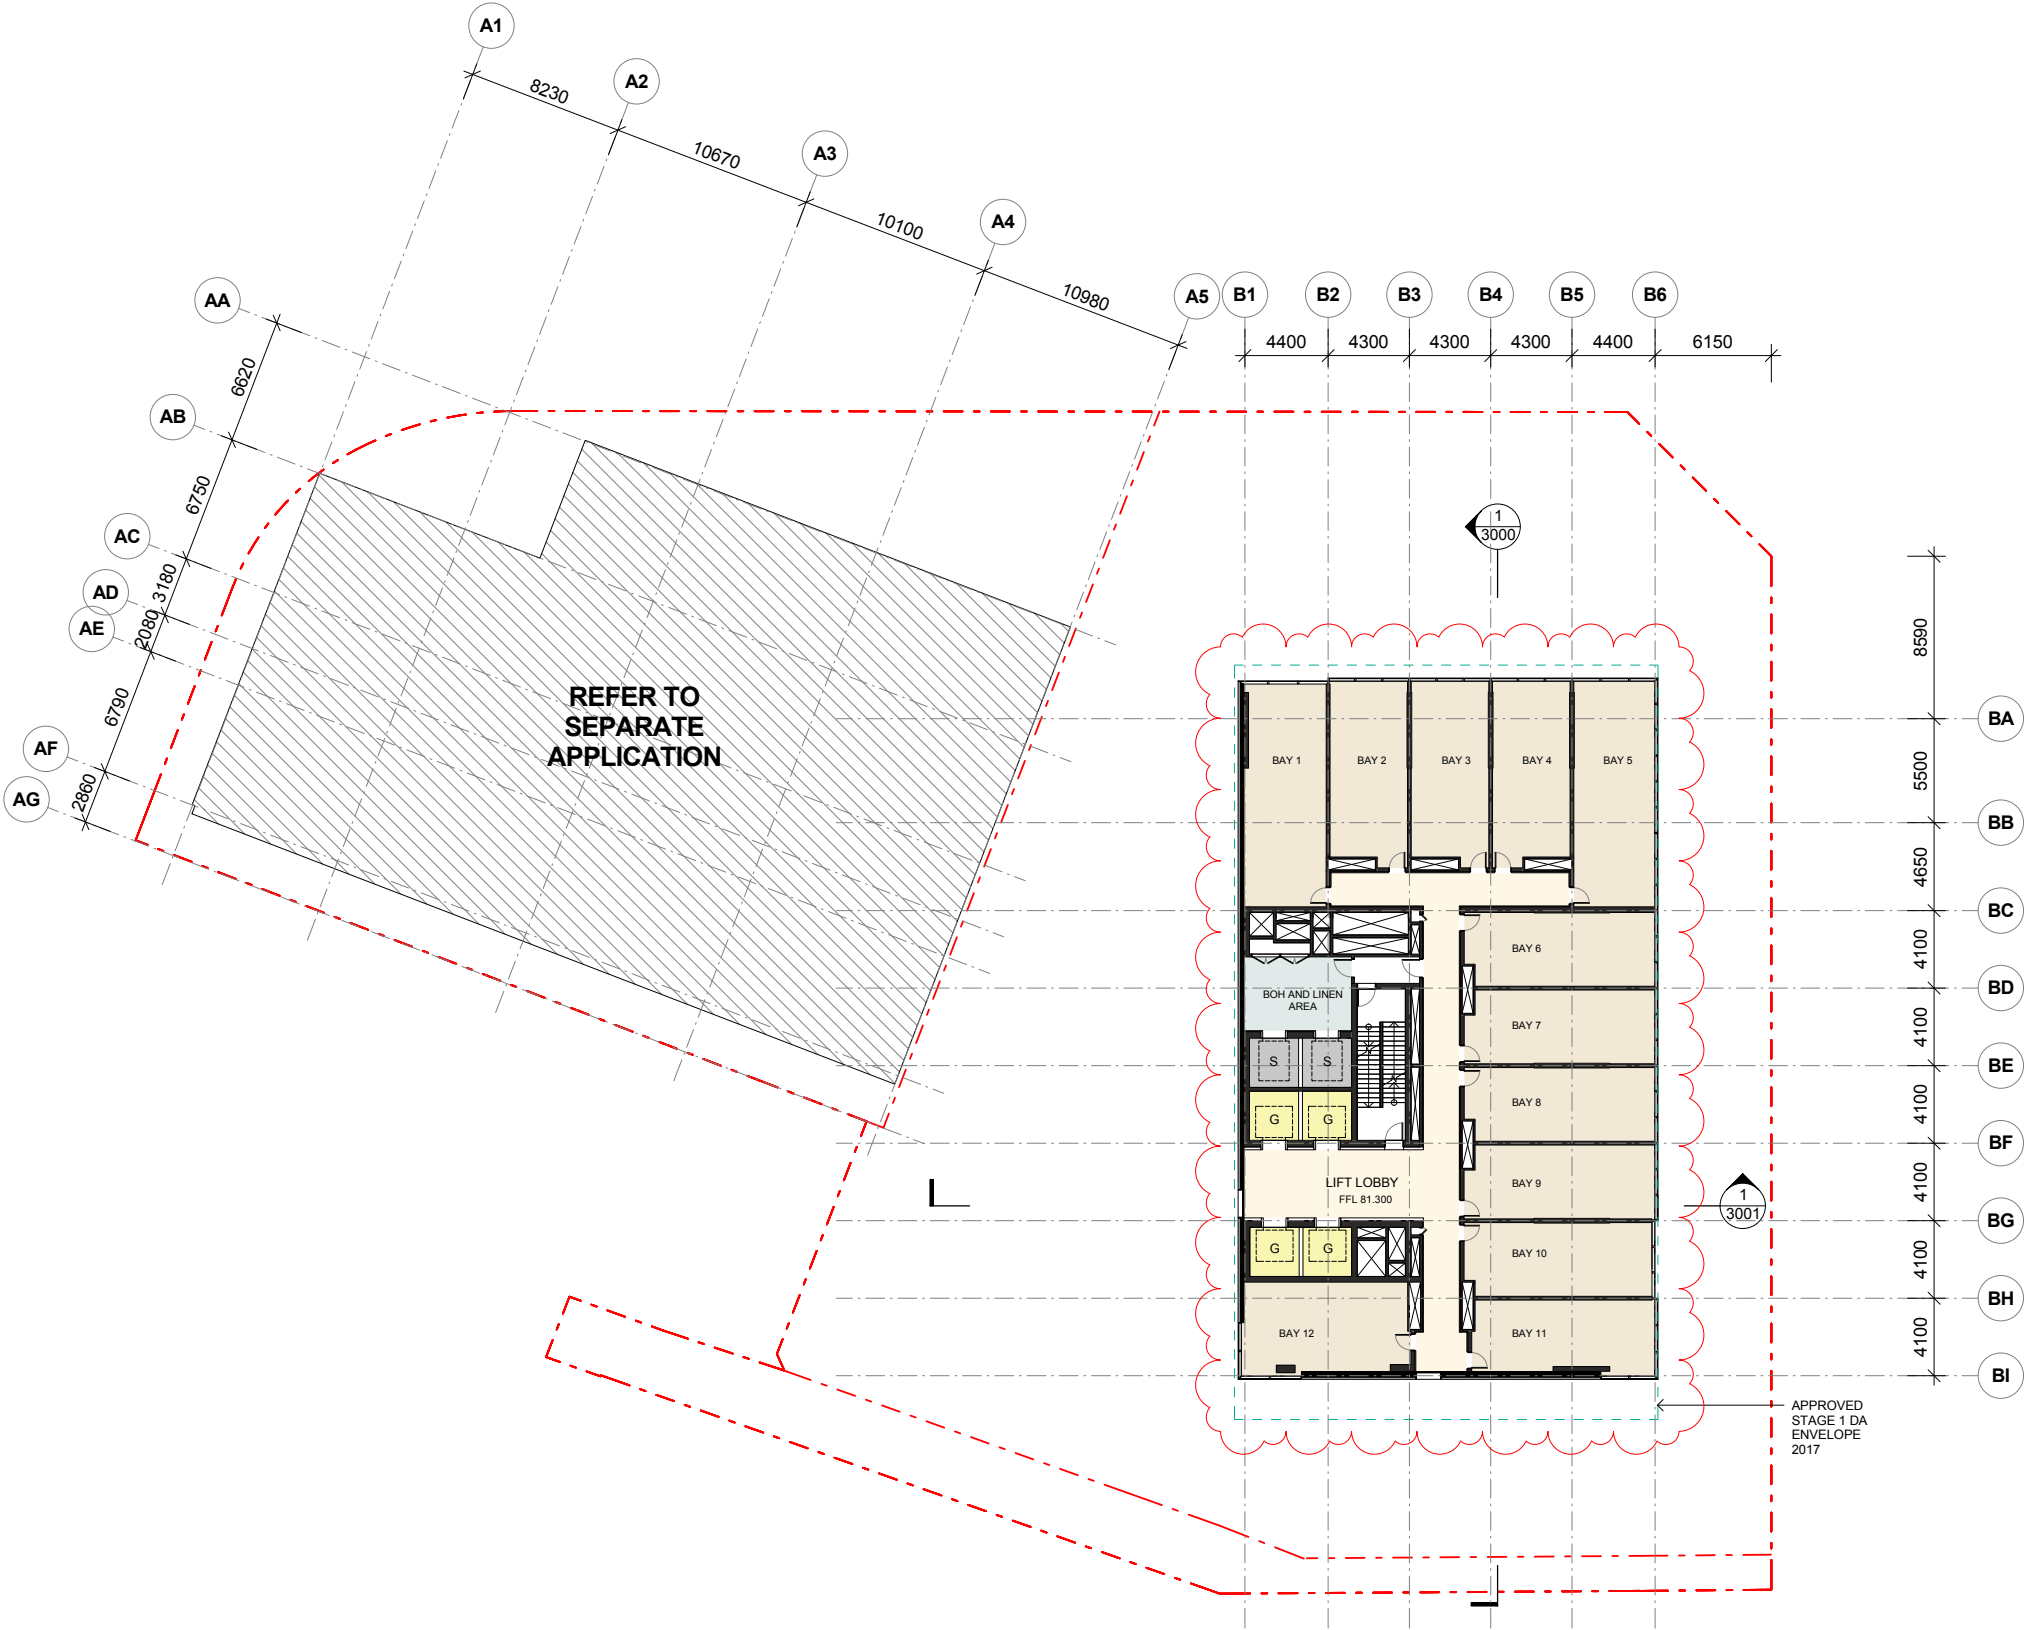 A1
A2
A3
A4
A5
B1
B2
B3
B4
B5
B6
8230
10670
10100
10980
4400
4300
4300
4300
4400
6150
AA
AB
AC
AD
AE
AF
AG
6620
6750
3180
2080
6790
2860
REFER TO
SEPARATE
APPLICATION
1
3000
8590
BA
5500
BB
4650
BC
4100
BD
4100
BE
4100
BF
4100
BG
4100
BH
4100
BI
BAY 1
BAY 2
BAY 3
BAY 4
BAY 5
BAY 6
BOH AND LINEN
AREA
BAY 7
S
S
BAY 8
G
G
LIFT LOBBY
FFL 81.300
BAY 9
1
3001
G
G
BAY 10
BAY 12
BAY 11
APPROVED
STAGE 1 DA
ENVELOPE
2017